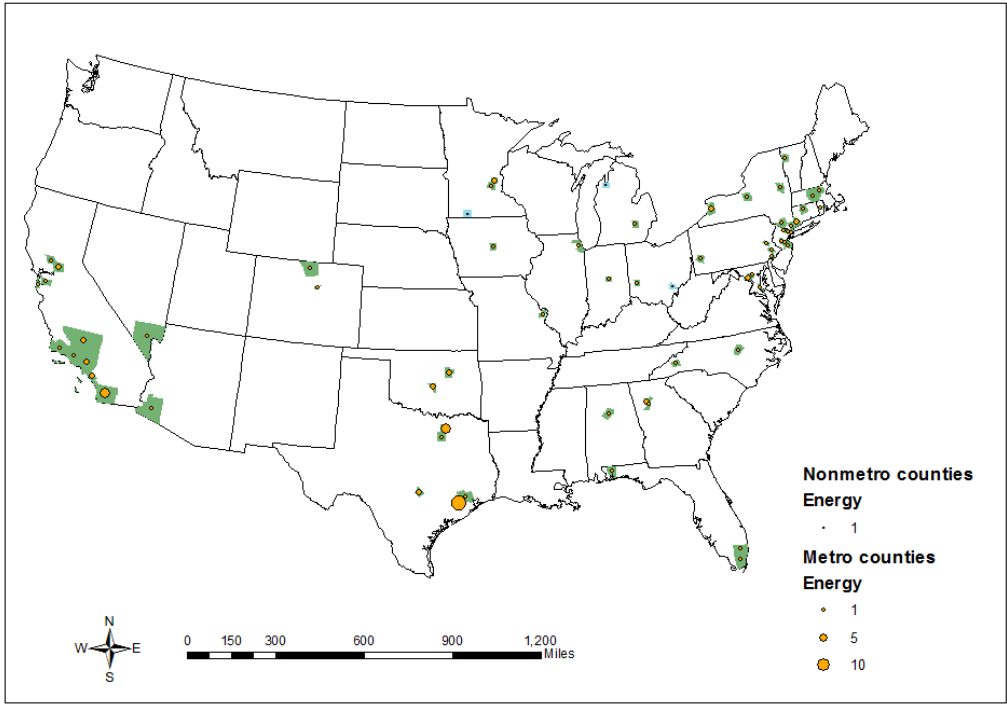 Nonmetro counties
Energy
1
Metro counties
Energy
1
5
10
N
W E
S
0 150 300 600 900 1,200
Miles